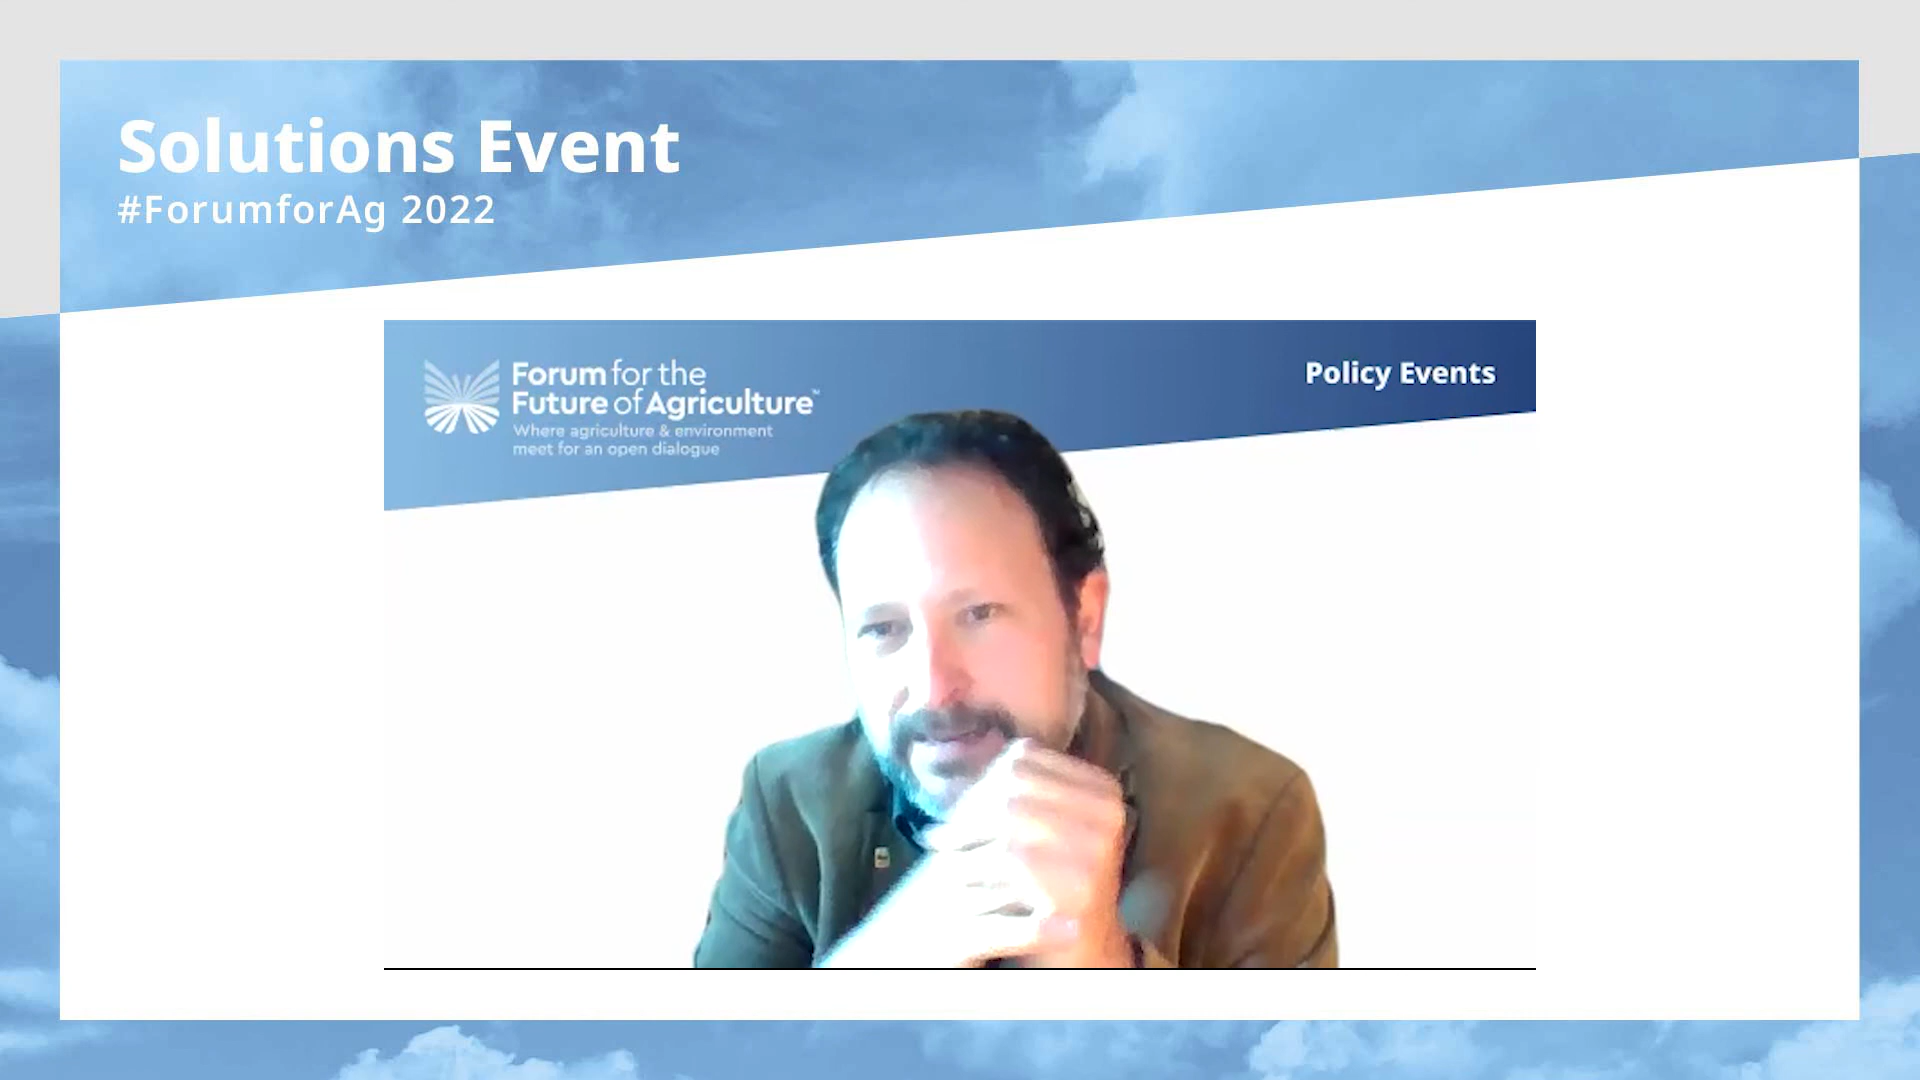 Solutions Event
#ForumforAg 2022
Forum for the
Future of Agriculture™
Where agriculture & environment
meet for an open dialogue
Policy Events